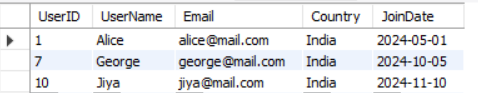 UserID UserName Email Country JoinDate
1 Alice alice@mail.com India 2024-05-01
7 George george@mail.com India 2024-10-05
10 Jiya jiya@mail.com India 2024-11-10